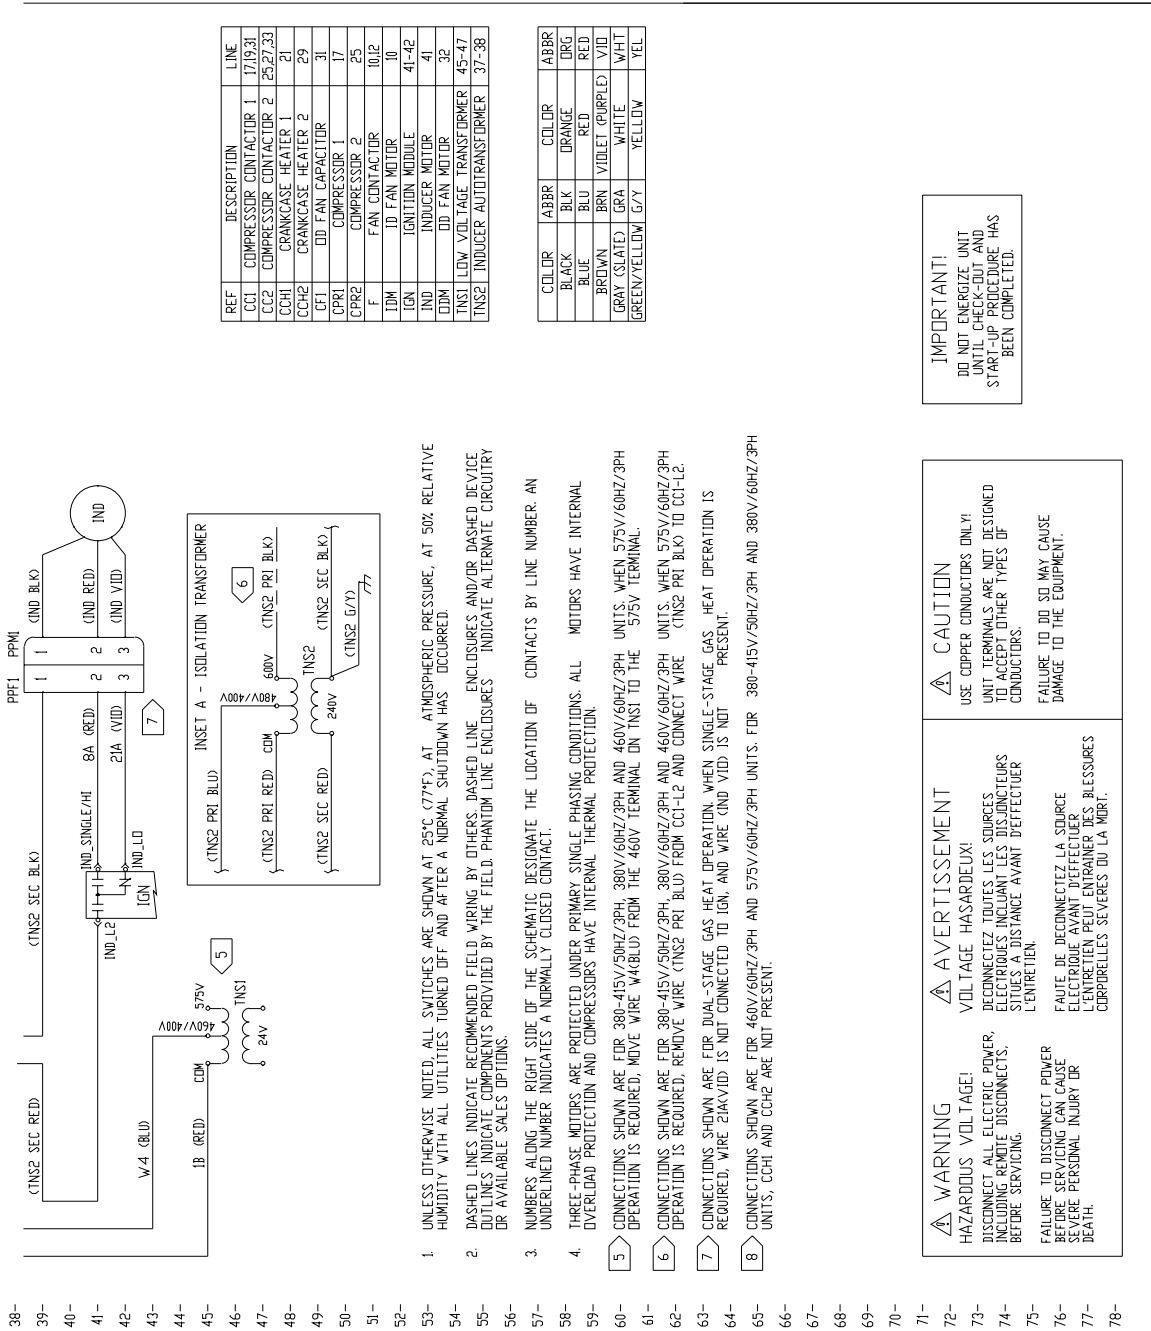 38-
39-
40-
41-
42-
43-
44-
45-
46-
47-
48-
49-
50-
51-
52-
53-
54-
55-
56-
57-
58-
59-
60-
61-
62-
63-
64-
65-
66-
67-
68-
69-
70-
71
72-
73-
74-
75-
76-
77-
78-
(TNS2 SEC RED)
(TNS2 SEC BLK)
PPF1 PPM1
1 1
2 2
3 3
(IND BLK)
(IND RED)
(IND VIO)
IND
8A (RED)
21A (VIO)
7
IND_SINGLE/HI
IND_LO
IGN
IND_L2
W4 (BLU)
1B (RED)
COM
460V/400V
575V
TNS1
24V
5
INSET A - ISOLATION TRANSFORMER
(TNS2 PRI BLU)
(TNS2 PRI RED)
COM
480V/400V
600V
(TNS2 PRI BLK)
6
TNS2
240V
(TNS2 SEC RED)
(TNS2 SEC BLK)
(TNS2 G/Y)
1. UNLESS OTHERWISE NOTED, ALL SWITCHES ARE SHOWN AT 25°C (77°F), AT ATMOSPHERIC PRESSURE, AT 50% RELATIVE
HUMIDITY WITH ALL UTILITIES TURNED OFF AND AFTER A NORMAL SHUTDOWN HAS OCCURRED.
2. DASHED LINES INDICATE RECOMMENDED FIELD WIRING BY OTHERS. DASHED LINE ENCLOSURES AND/OR DASHED DEVICE
OUTLINES INDICATE COMPONENTS PROVIDED BY THE FIELD. PHANTOM LINE ENCLOSURES INDICATE ALTERNATE CIRCUITRY
OR AVAILABLE SALES OPTIONS.
3. NUMBERS ALONG THE RIGHT SIDE OF THE SCHEMATIC DESIGNATE THE LOCATION OF CONTACTS BY LINE NUMBER. AN
UNDERLINED NUMBER INDICATES A NORMALLY CLOSED CONTACT.
4. THREE-PHASE MOTORS ARE PROTECTED UNDER PRIMARY SINGLE PHASING CONDITIONS. ALL MOTORS HAVE INTERNAL
OVERLOAD PROTECTION AND COMPRESSORS HAVE INTERNAL THERMAL PROTECTION.
5 CONNECTIONS SHOWN ARE FOR 380-415V/50HZ/3PH, 380V/60HZ/3PH AND 460V/60HZ/3PH UNITS. WHEN 575V/60HZ/3PH
OPERATION IS REQUIRED, MOVE WIRE W4(BLU) FROM THE 460V TERMINAL ON TNS1 TO THE 575V TERMINAL.
6 CONNECTIONS SHOWN ARE FOR 380-415V/50HZ/3PH, 380V/60HZ/3PH AND 460V/60HZ/3PH UNITS. WHEN 575V/60HZ/3PH
OPERATION IS REQUIRED, REMOVE WIRE (TNS2 PRI BLU) FROM CC1-L2 AND CONNECT WIRE (TNS2 PRI BLK) TO CC1-L2.
7 CONNECTIONS SHOWN ARE FOR DUAL-STAGE GAS HEAT OPERATION. WHEN SINGLE-STAGE GAS HEAT OPERATION IS
REQUIRED, WIRE 21A(VIO) IS NOT CONNECTED TO IGN, AND WIRE (IND VIO) IS NOT PRESENT.
8 CONNECTIONS SHOWN ARE FOR 460V/60HZ/3PH AND 575V/60HZ/3PH UNITS. FOR 380-415V/50HZ/3PH AND 380V/60HZ/3PH
UNITS, CCH1 AND CCH2 ARE NOT PRESENT.
REF DESCRIPTION LINE
CC1 COMPRESSOR CONTACTOR 1 17,19,31
CC2 COMPRESSOR CONTACTOR 2 25,27,33
CCH1 CRANKCASE HEATER 1 21
CCH2 CRANKCASE HEATER 2 29
CF1 OD FAN CAPACITOR 31
CPR1 COMPRESSOR 1 17
CPR2 COMPRESSOR 2 25
F FAN CONTACTOR 10,12
IDM ID FAN MOTOR 10
IGN IGNITION MODULE 41-42
IND INDUCER MOTOR 41
ODM OD FAN MOTOR 32
TNS1 LOW VOLTAGE TRANSFORMER 45-47
TNS2 INDUCER AUTOTRANSFORMER 37-38
COLOR ABBR COLOR ABBR
BLACK BLK ORANGE ORG
BLUE BLU RED RED
BROWN BRN VIOLET (PURPLE) VIO
GRAY (SLATE) GRA WHITE WHT
GREEN/YELLOW G/Y YELLOW YEL
⚠ WARNING
HAZARDOUS VOLTAGE!
DISCONNECT ALL ELECTRIC POWER,
INCLUDING REMOTE DISCONNECTS,
BEFORE SERVICING.
FAILURE TO DISCONNECT POWER
BEFORE SERVICING CAN CAUSE
SEVERE PERSONAL INJURY OR
DEATH.
⚠ AVERTISSEMENT
VOLTAGE HASARDEUX!
DECONNECTEZ TOUTES LES SOURCES
ELECTRIQUES INCLUANT LES DISJONCTEURS
SITUES A DISTANCE AVANT D'EFFECTUER
L'ENTRETIEN.
FAUTE DE DECONNECTEZ LA SOURCE
ELECTRIQUE AVANT D'EFFECTUER
L'ENTRETIEN PEUT ENTRAINER DES BLESSURES
CORPORELLES SEVERES OU LA MORT.
⚠ CAUTION
USE COPPER CONDUCTORS ONLY!
UNIT TERMINALS ARE NOT DESIGNED
TO ACCEPT OTHER TYPES OF
CONDUCTORS.
FAILURE TO DO SO MAY CAUSE
DAMAGE TO THE EQUIPMENT.
IMPORTANT!
DO NOT ENERGIZE UNIT
UNTIL CHECK-OUT AND
START-UP PROCEDURE HAS
BEEN COMPLETED.